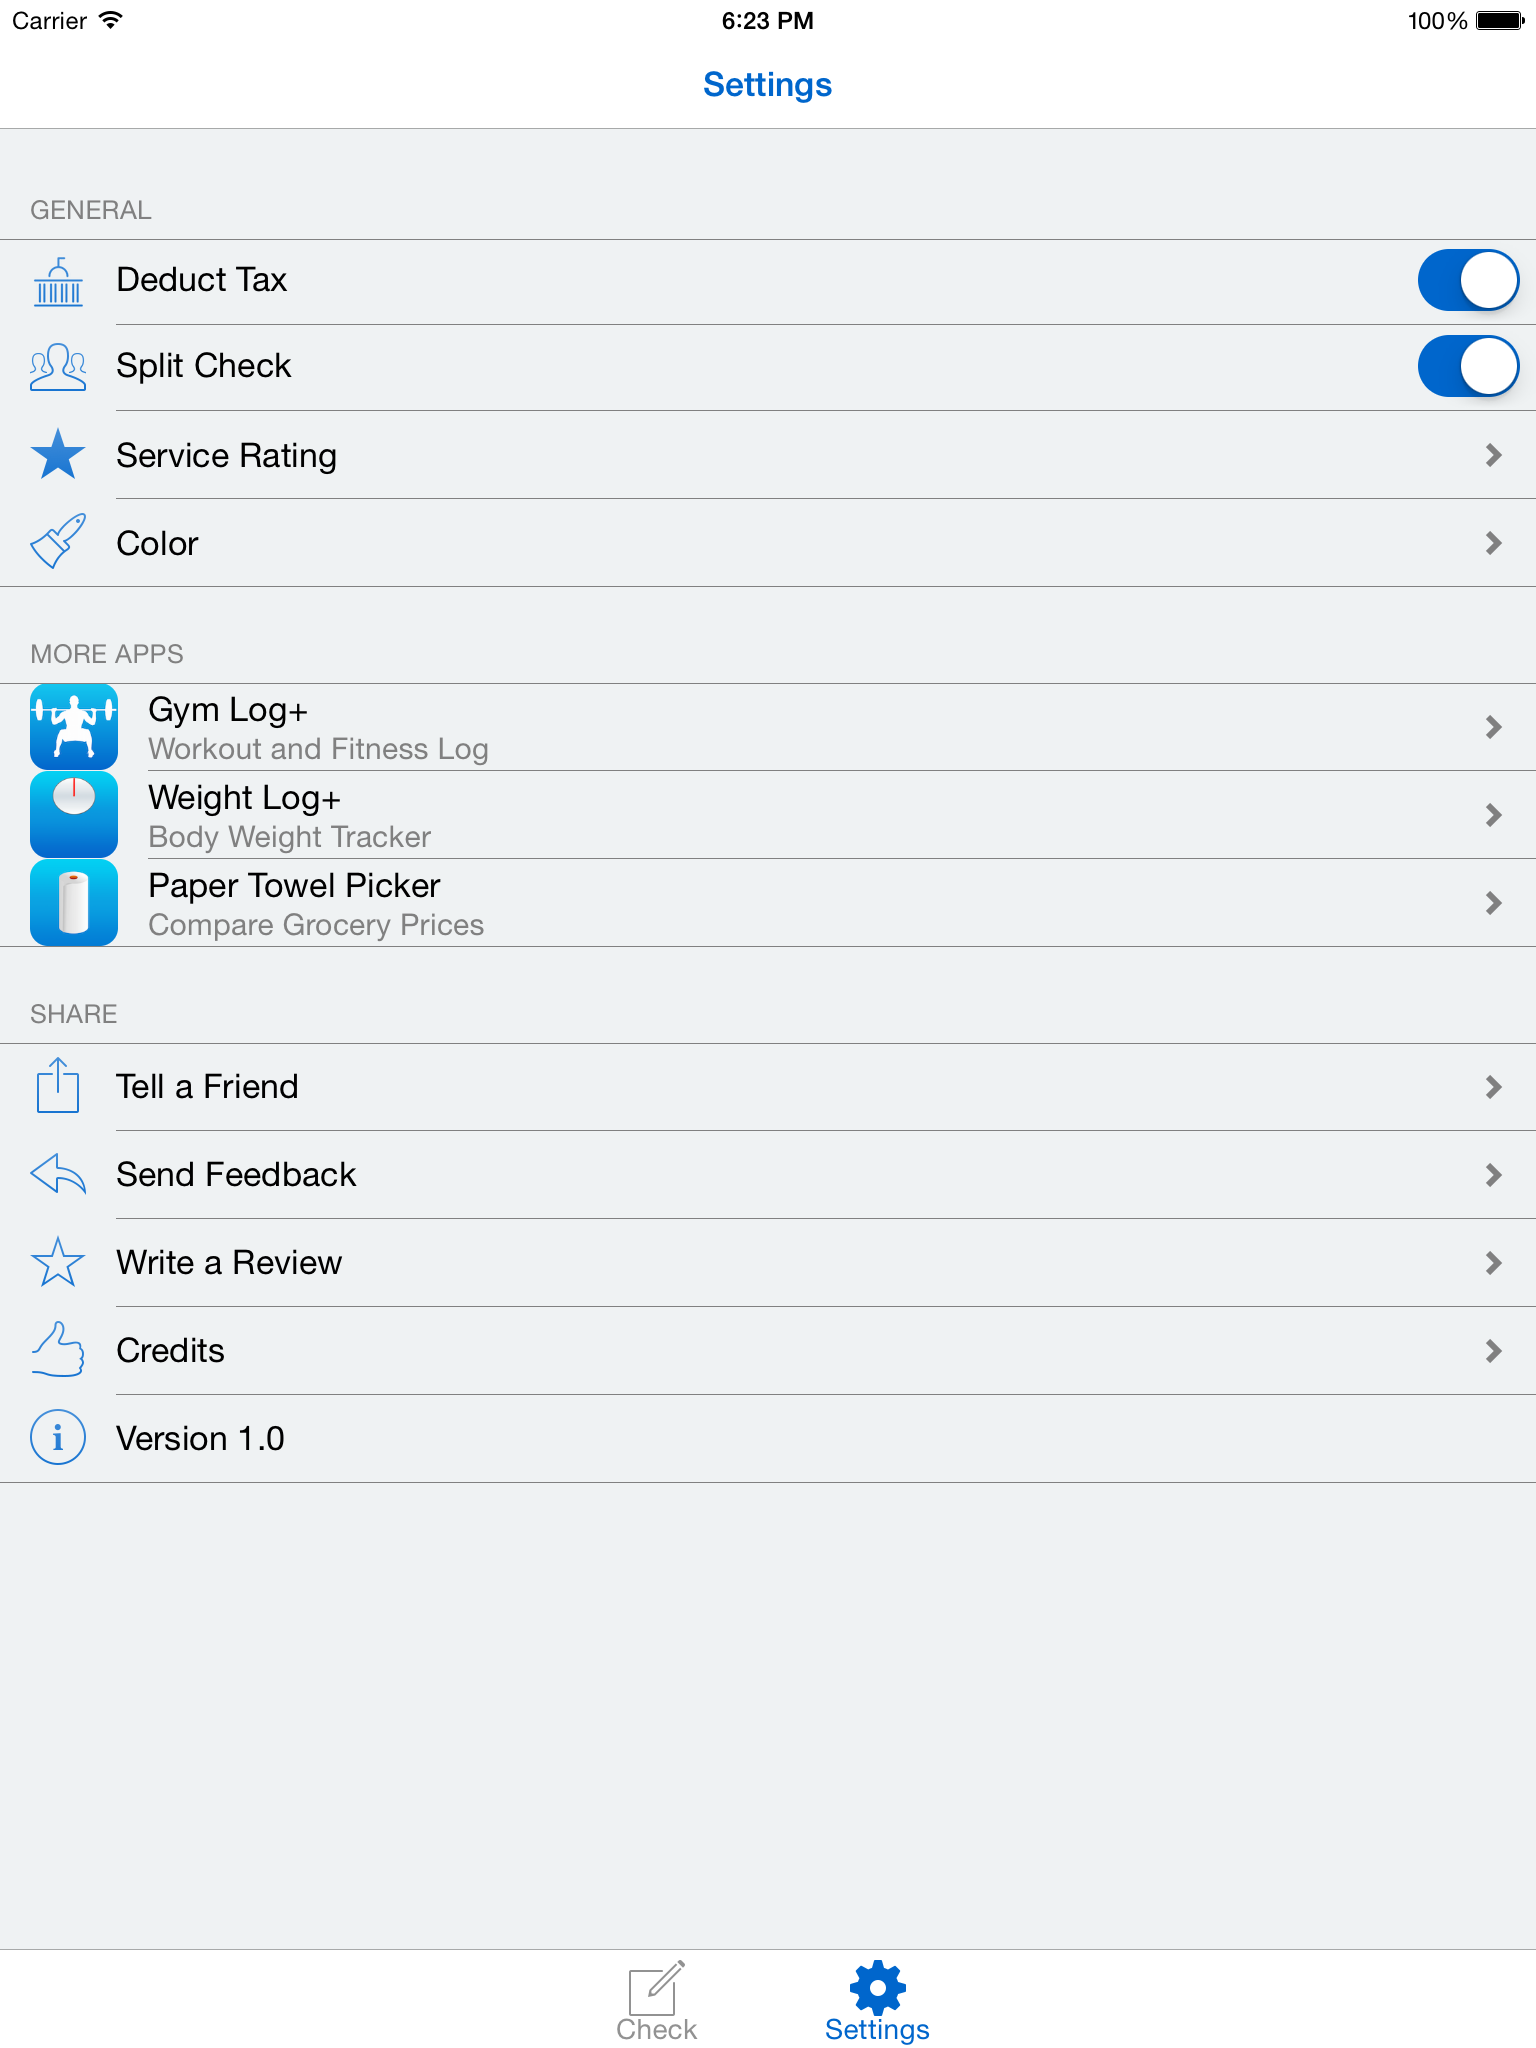 Carrier
6:23 PM
100%
Settings
GENERAL
Deduct Tax
Split Check
Service Rating
Color
MORE APPS
Gym Log+
Workout and Fitness Log
Weight Log+
Body Weight Tracker
Paper Towel Picker
Compare Grocery Prices
SHARE
Tell a Friend
Send Feedback
Write a Review
Credits
Version 1.0
Check
Settings